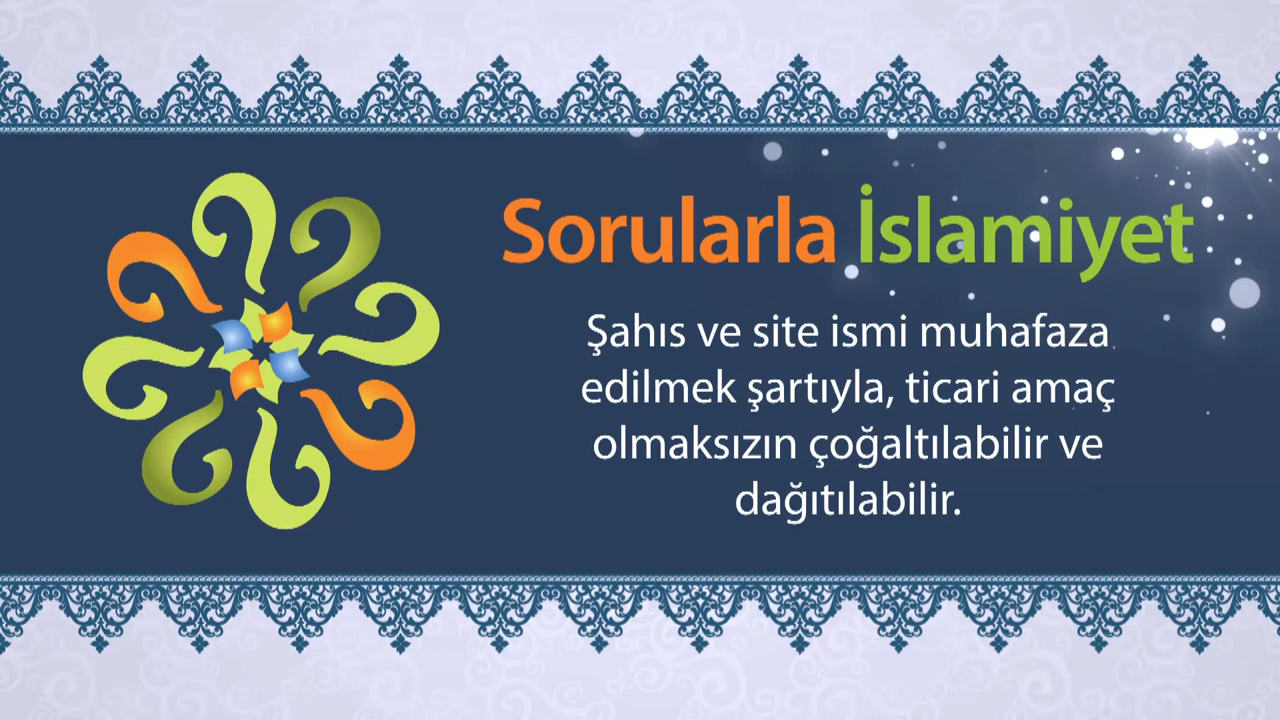 Sorularla İslamiyet
Şahıs ve site ismi muhafaza
edilmek şartıyla, ticari amaç
olmaksızın çoğaltılabilir ve
dağıtılabilir.